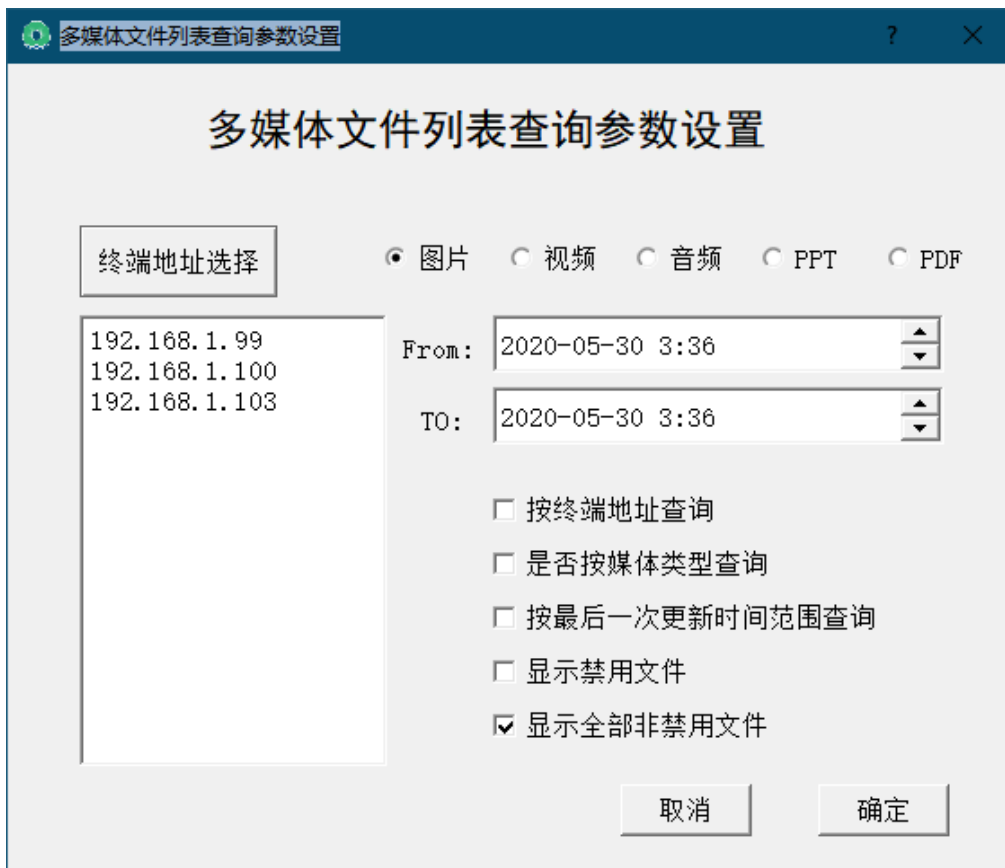 多媒体文件列表查询参数设置
?
多媒体文件列表查询参数设置
终端地址选择
图片 视频 音频 PPT PDF
192.168.1.99
192.168.1.100
192.168.1.103
From: 2020-05-30 3:36
TO: 2020-05-30 3:36
按终端地址查询
是否按媒体类型查询
按最后一次更新时间范围查询
显示禁用文件
显示全部非禁用文件
取消 确定